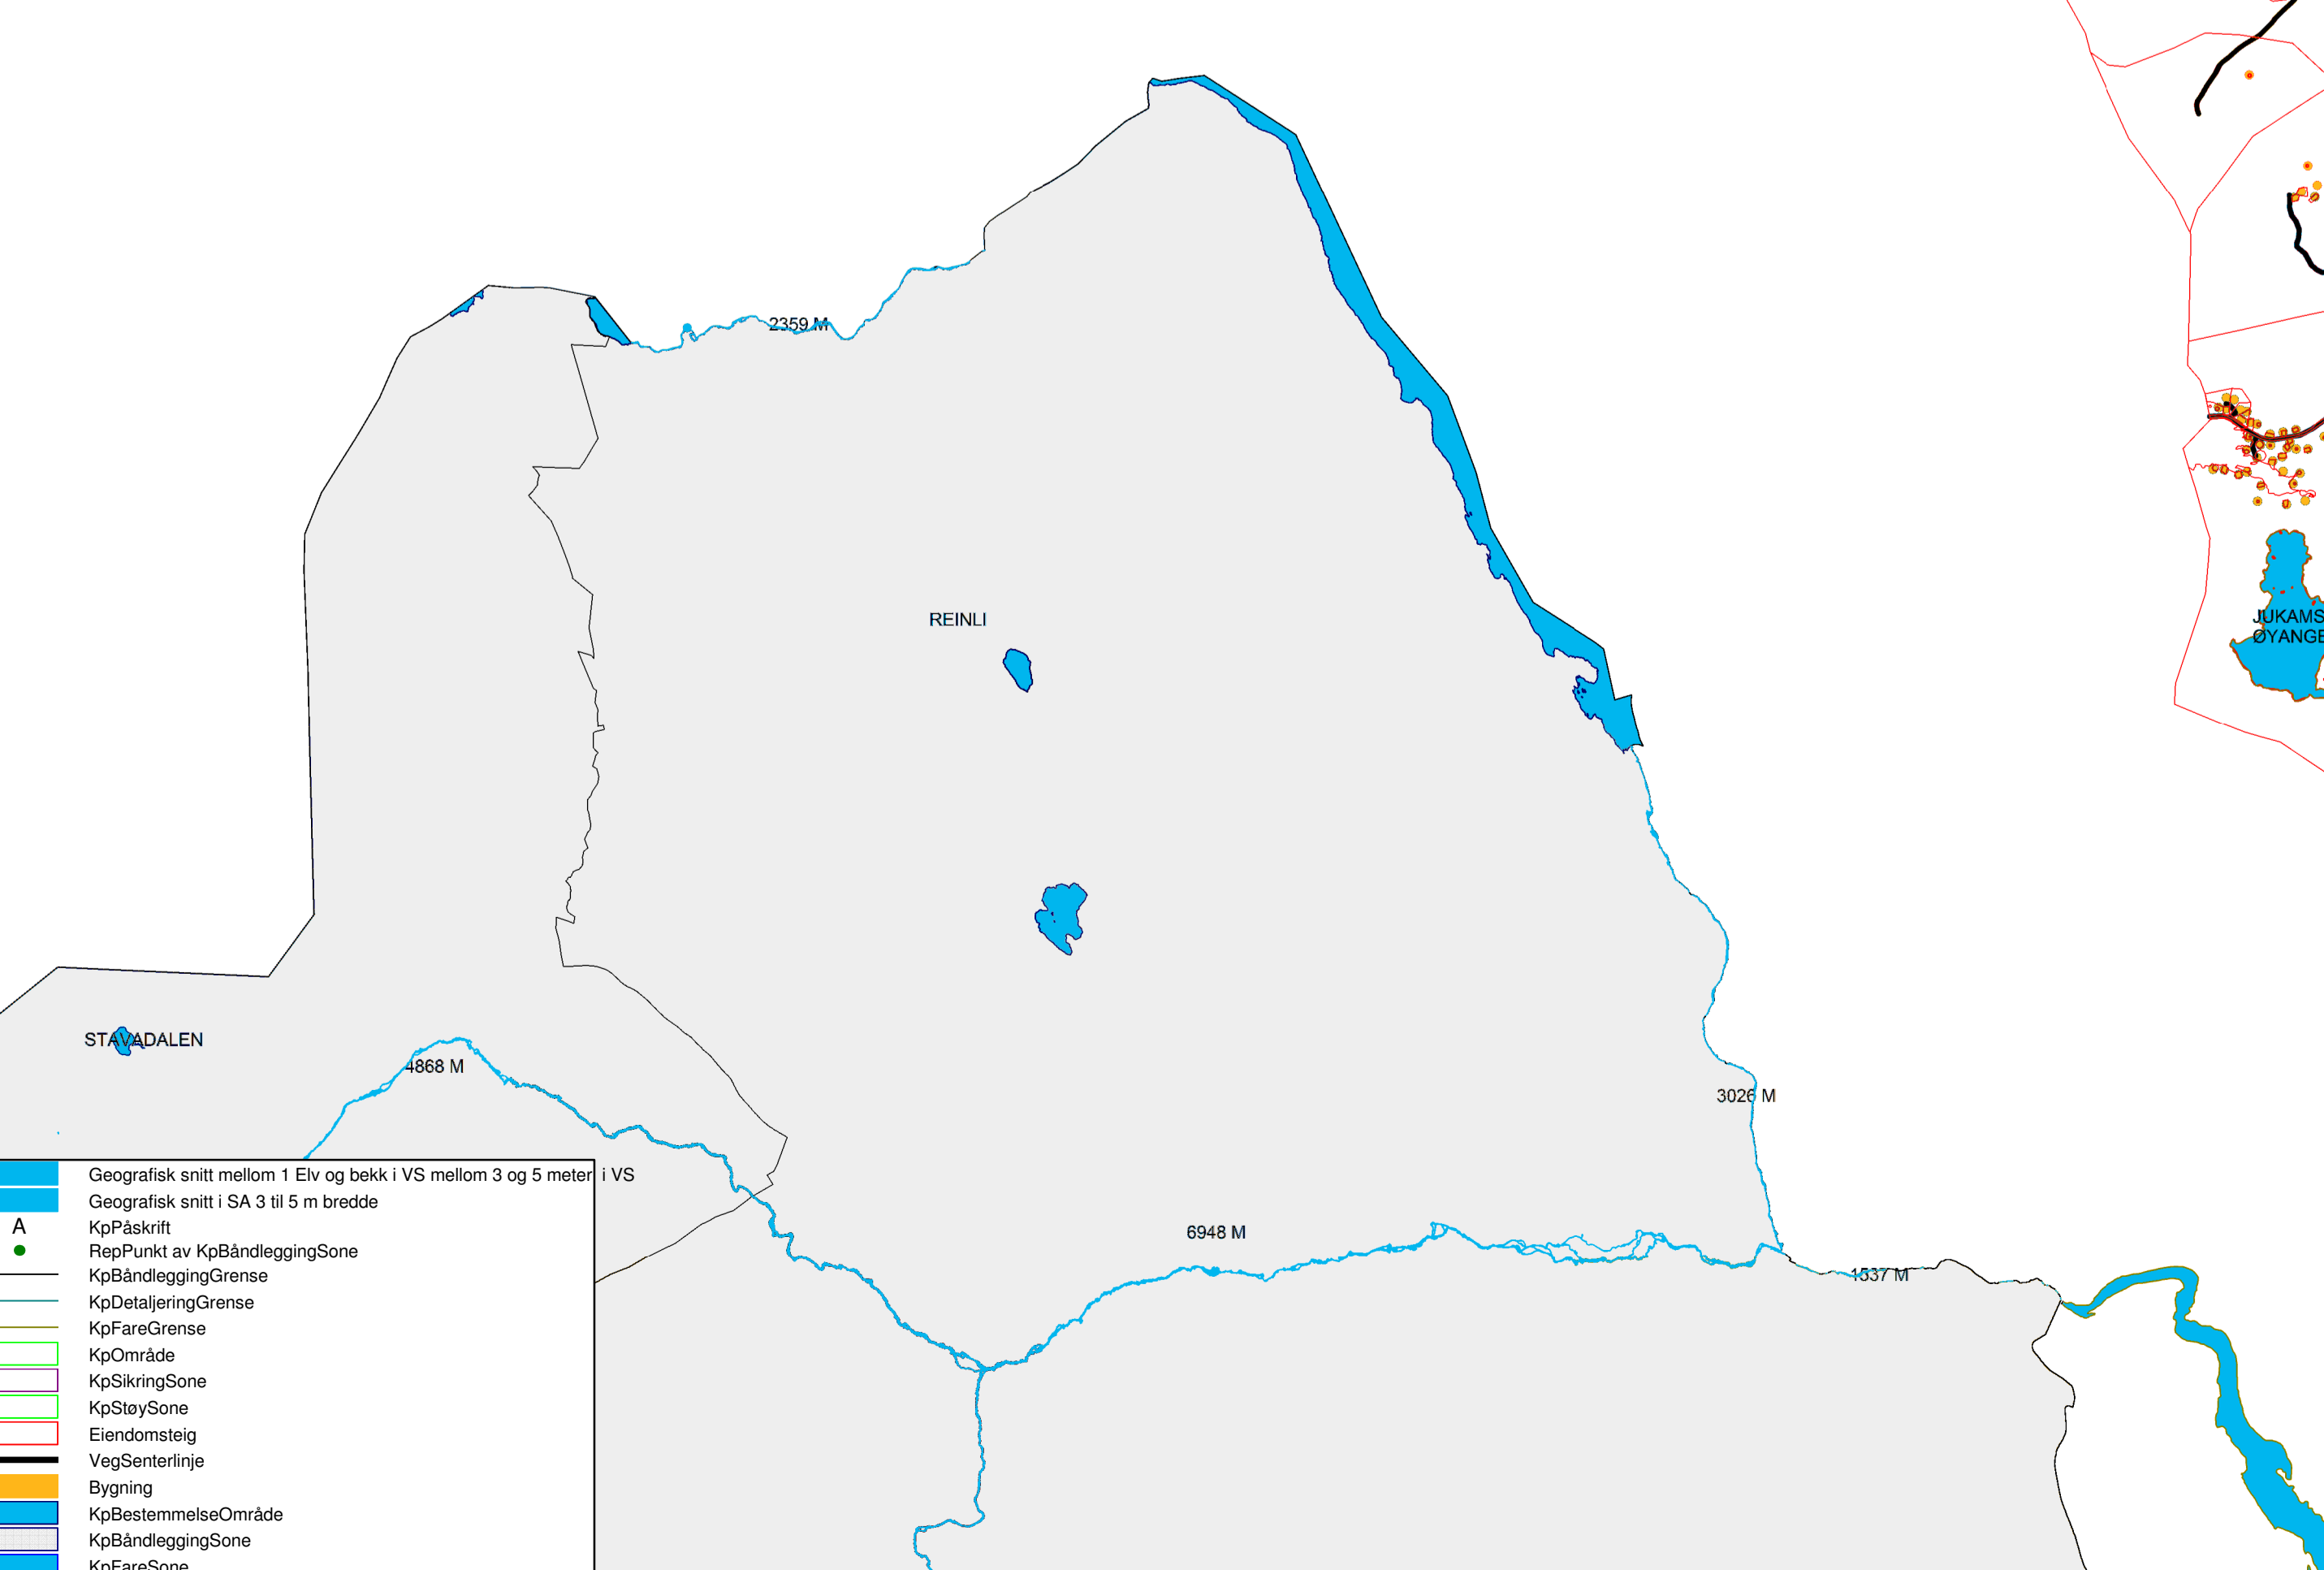 2359 M
REINLI
JUKAMS
ØYANGE
STAVADALEN
4868 M
3026 M
6948 M
1537 M
Geografisk snitt mellom 1 Elv og bekk i VS mellom 3 og 5 meter i VS
Geografisk snitt i SA 3 til 5 m bredde
A KpPåskrift
RepPunkt av KpBåndleggingSone
KpBåndleggingGrense
KpDetaljeringGrense
KpFareGrense
KpOmråde
KpSikringSone
KpStøySone
Eiendomsteig
VegSenterlinje
Bygning
KpBestemmelseOmråde
KpBåndleggingSone
KpFareSone